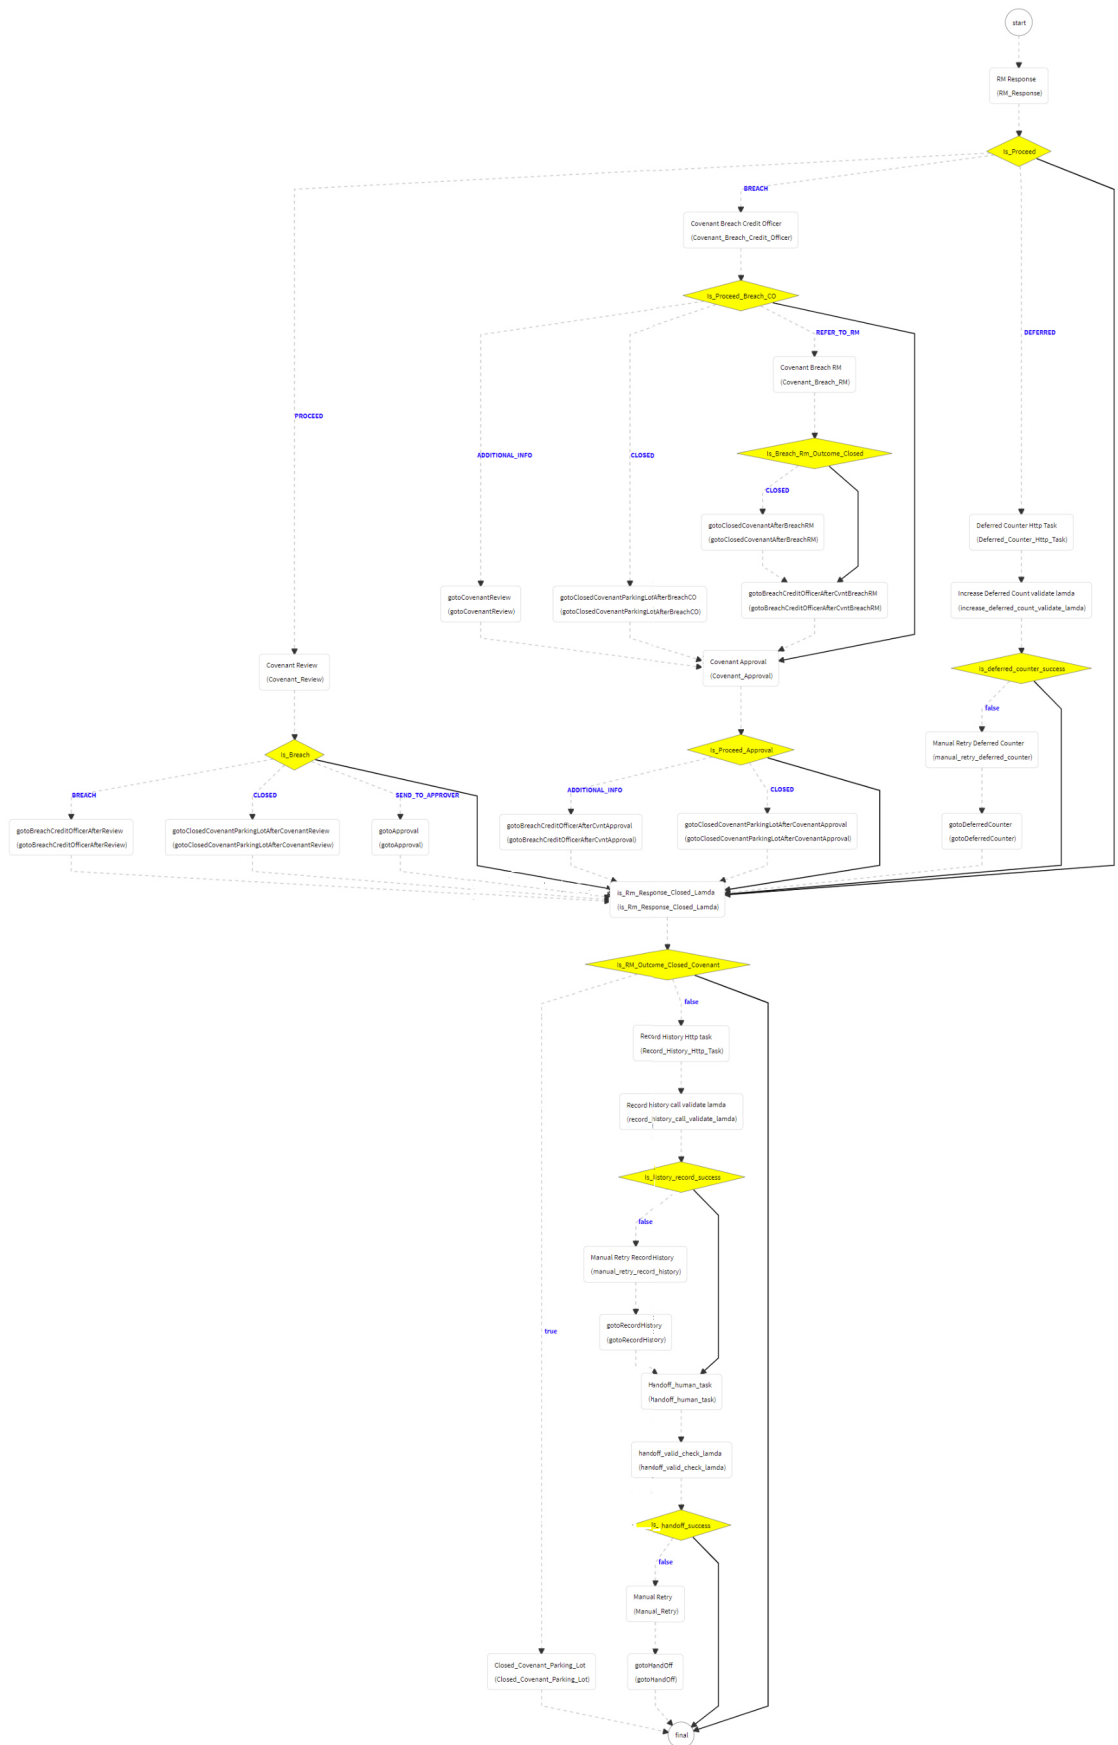 start
RM Response
(RM_Response)
Is_Proceed
BREACH
Covenant Breach Credit Officer
(Covenant_Breach_Credit_Officer)
Is_Proceed_Breach_CO
REFER_TO_RM
DEFERRED
Covenant Breach RM
(Covenant_Breach_RM)
PROCEED
ADDITIONAL_INFO
CLOSED
Is_Breach_Rm_Outcome_Closed
CLOSED
gotoClosedCovenantAfterBreachRM
(gotoClosedCovenantAfterBreachRM)
Deferred Counter Http Task
(Deferred_Counter_Http_Task)
gotoCovenantReview
(gotoCovenantReview)
gotoClosedCovenantParkingLotAfterBreachCO
(gotoClosedCovenantParkingLotAfterBreachCO)
gotoBreachCreditOfficerAfterCvntBreachRM
(gotoBreachCreditOfficerAfterCvntBreachRM)
Increase Deferred Count validate lamda
(increase_deferred_count_validate_lamda)
Covenant Review
(Covenant_Review)
Covenant Approval
(Covenant_Approval)
Is_deferred_counter_success
false
Manual Retry Deferred Counter
(manual_retry_deferred_counter)
Is_Breach
Is_Proceed_Approval
BREACH
CLOSED
SEND_TO_APPROVER
ADDITIONAL_INFO
CLOSED
gotoBreachCreditOfficerAfterReview
(gotoBreachCreditOfficerAfterReview)
gotoClosedCovenantParkingLotAfterCovenantReview
(gotoClosedCovenantParkingLotAfterCovenantReview)
gotoApproval
(gotoApproval)
gotoBreachCreditOfficerAfterCvntApproval
(gotoBreachCreditOfficerAfterCvntApproval)
gotoClosedCovenantParkingLotAfterCovenantApproval
(gotoClosedCovenantParkingLotAfterCovenantApproval)
gotoDeferredCounter
(gotoDeferredCounter)
is_Rm_Response_Closed_Lamda
(is_Rm_Response_Closed_Lamda)
Is_RM_Outcome_Closed_Covenant
false
Record History Http task
(Record_History_Http_Task)
Record history call validate lamda
(record_history_call_validate_lamda)
Is_history_record_success
false
Manual Retry Record History
(manual_retry_record_history)
gotoRecordHistory
(gotoRecordHistory)
true
Handoff_human_task
(Handoff_human_task)
handoff_valid_check_lamda
(handoff_valid_check_lamda)
Is_handoff_success
false
Manual Retry
(Manual_Retry)
Closed_Covenant_Parking_Lot
(Closed_Covenant_Parking_Lot)
gotoHandOff
(gotoHandOff)
final